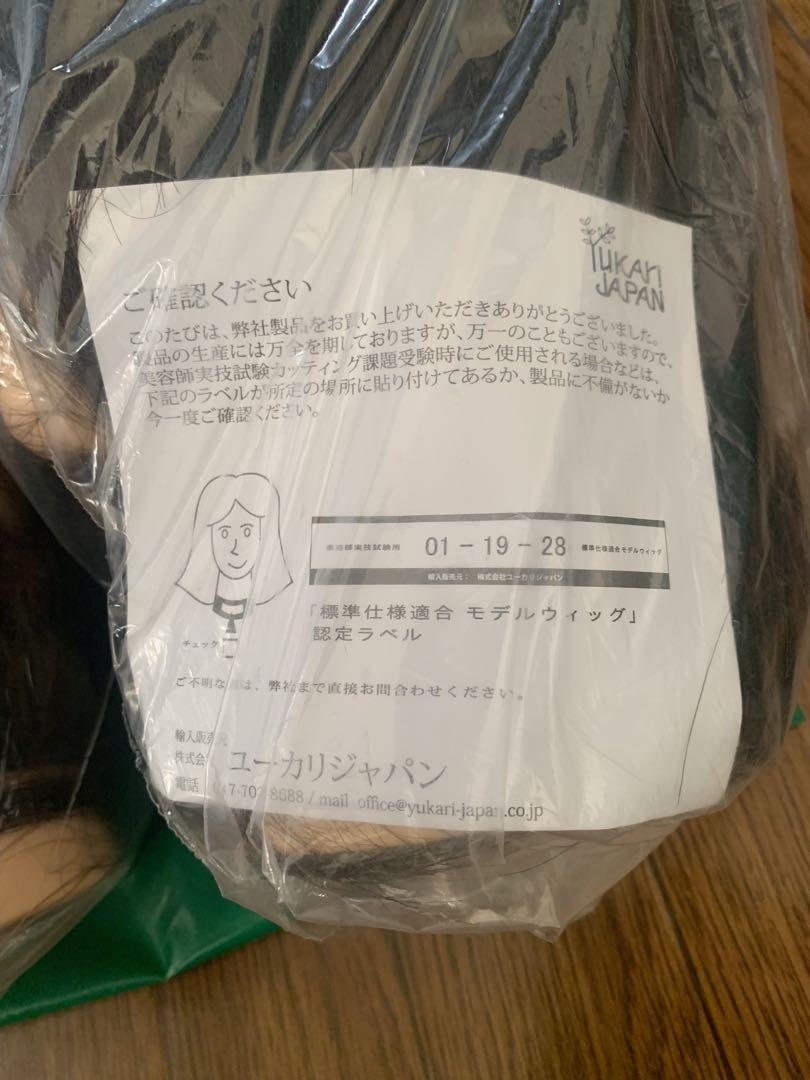 YUKARI JAPAN
ご確認ください
このたびは、弊社製品をお買い上げいただきありがとうございました。
製品の生産には万全を期しておりますが、万一のこともございますので、
美容師実技試験カッティング課題受験時にご使用される場合などは、
下記のラベルが所定の場所に貼り付けてあるか、製品に不備がないか
今一度ご確認ください。
美容師実技試験用 01-19-28 標準仕様適合モデルウィッグ
輸入販売元: 株式会社ユーカリジャパン
「標準仕様適合 モデルウィッグ」
認定ラベル
チェック
ご不明な は、弊社まで直接お問合わせください。
輸入販売元
株式会 ユーカリジャパン
電話 047-70 -8688 / mail office@yukari-japan.co.jp